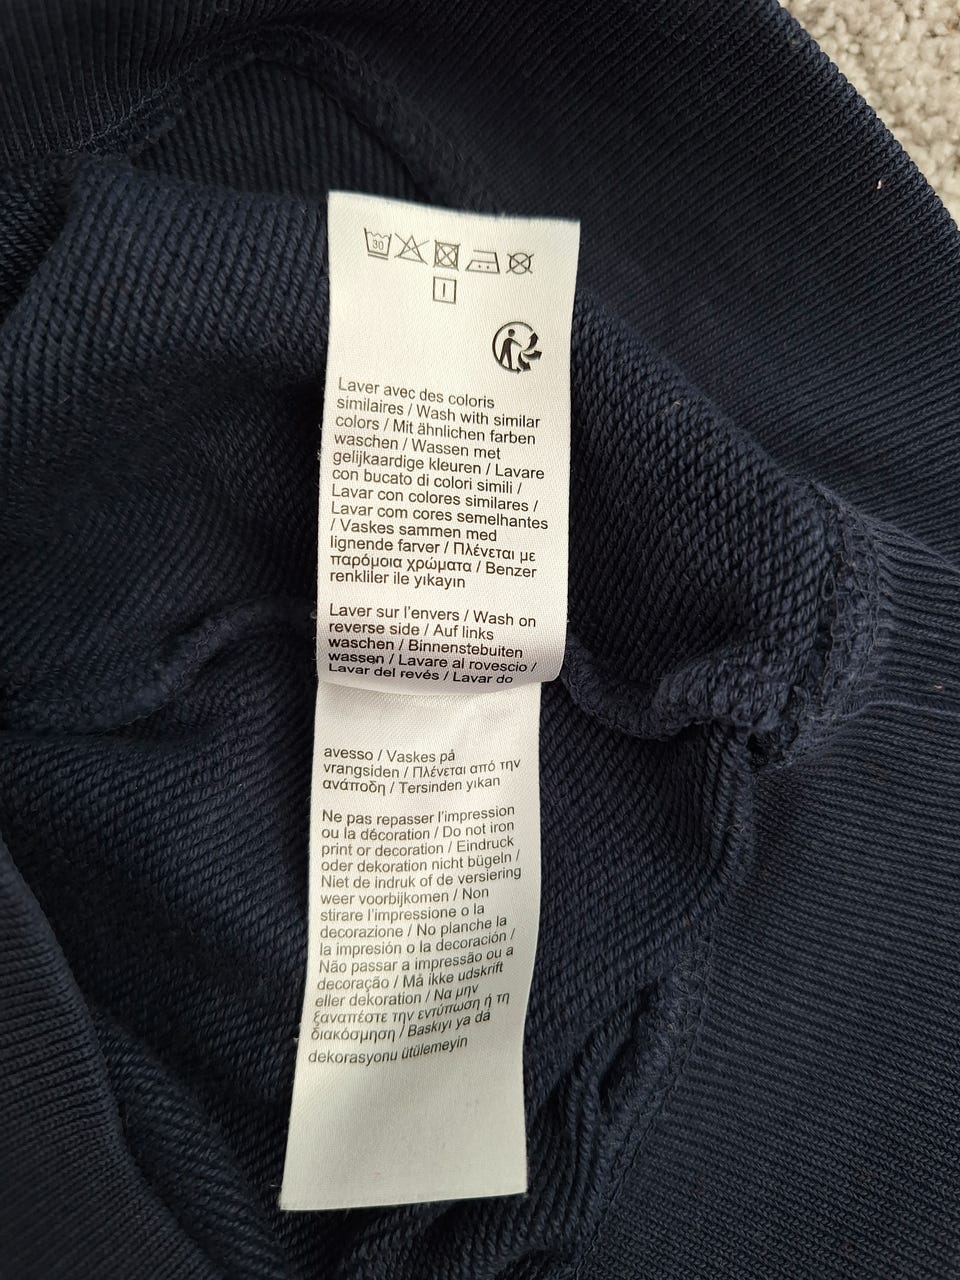 30
Laver avec des coloris
similaires / Wash with similar
colors / Mit ähnlichen farben
waschen / Wassen met
gelijkaardige kleuren / Lavare
con bucato di colori simili /
Lavar con colores similares /
Lavar com cores semelhantes
/ Vaskes sammen med
lignende farver / Πλένεται με
παρόμοια χρώματα / Benzer
renkliler ile yıkayın
Laver sur l'envers / Wash on
reverse side / Auf links
waschen / Binnenstebuiten
wassen / Lavare al rovescio /
Lavar del revés / Lavar do
avesso / Vaskes på
vrangsiden / Πλένεται από την
ανάποδη / Tersinden yıkan
Ne pas repasser l'impression
ou la décoration / Do not iron
print or decoration / Eindruck
oder dekoration nicht bügeln /
Niet de indruk of de versiering
weer voorbijkomen / Non
stirare l'impressione o la
decorazione / No planche la
la impresión o la decoración /
Não passar a impressão ou a
decoração / Må ikke udskrift
eller dekoration / Να μην
ξαναπέστε την εντύπωση ή τη
διακόσμηση / Baskıyı ya da
dekorasyonu ütülemeyin